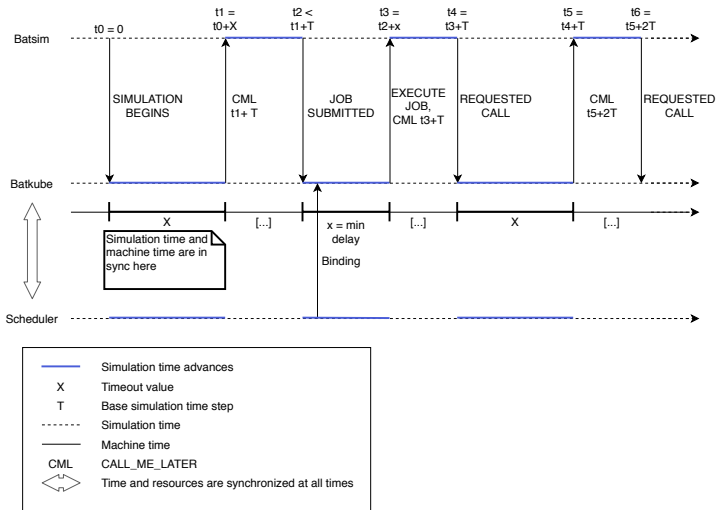 t0 = 0
t1 =
t0+X
t2 <
t1+T
t3 =
t2+x
t4 =
t3+T
t5 =
t4+T
t6 =
t5+2T
Batsim
SIMULATION
BEGINS
CML
t1+ T
JOB
SUBMITTED
EXECUTE
JOB,
CML t3+T
REQUESTED
CALL
CML
t5+2T
REQUESTED
CALL
Batkube
X
[...]
x = min
delay
[...]
X
[...]
Simulation time and
machine time are in
sync here
Binding
Scheduler
Simulation time advances
X Timeout value
T Base simulation time step
Simulation time
Machine time
CML CALL_ME_LATER
Time and resources are synchronized at all times